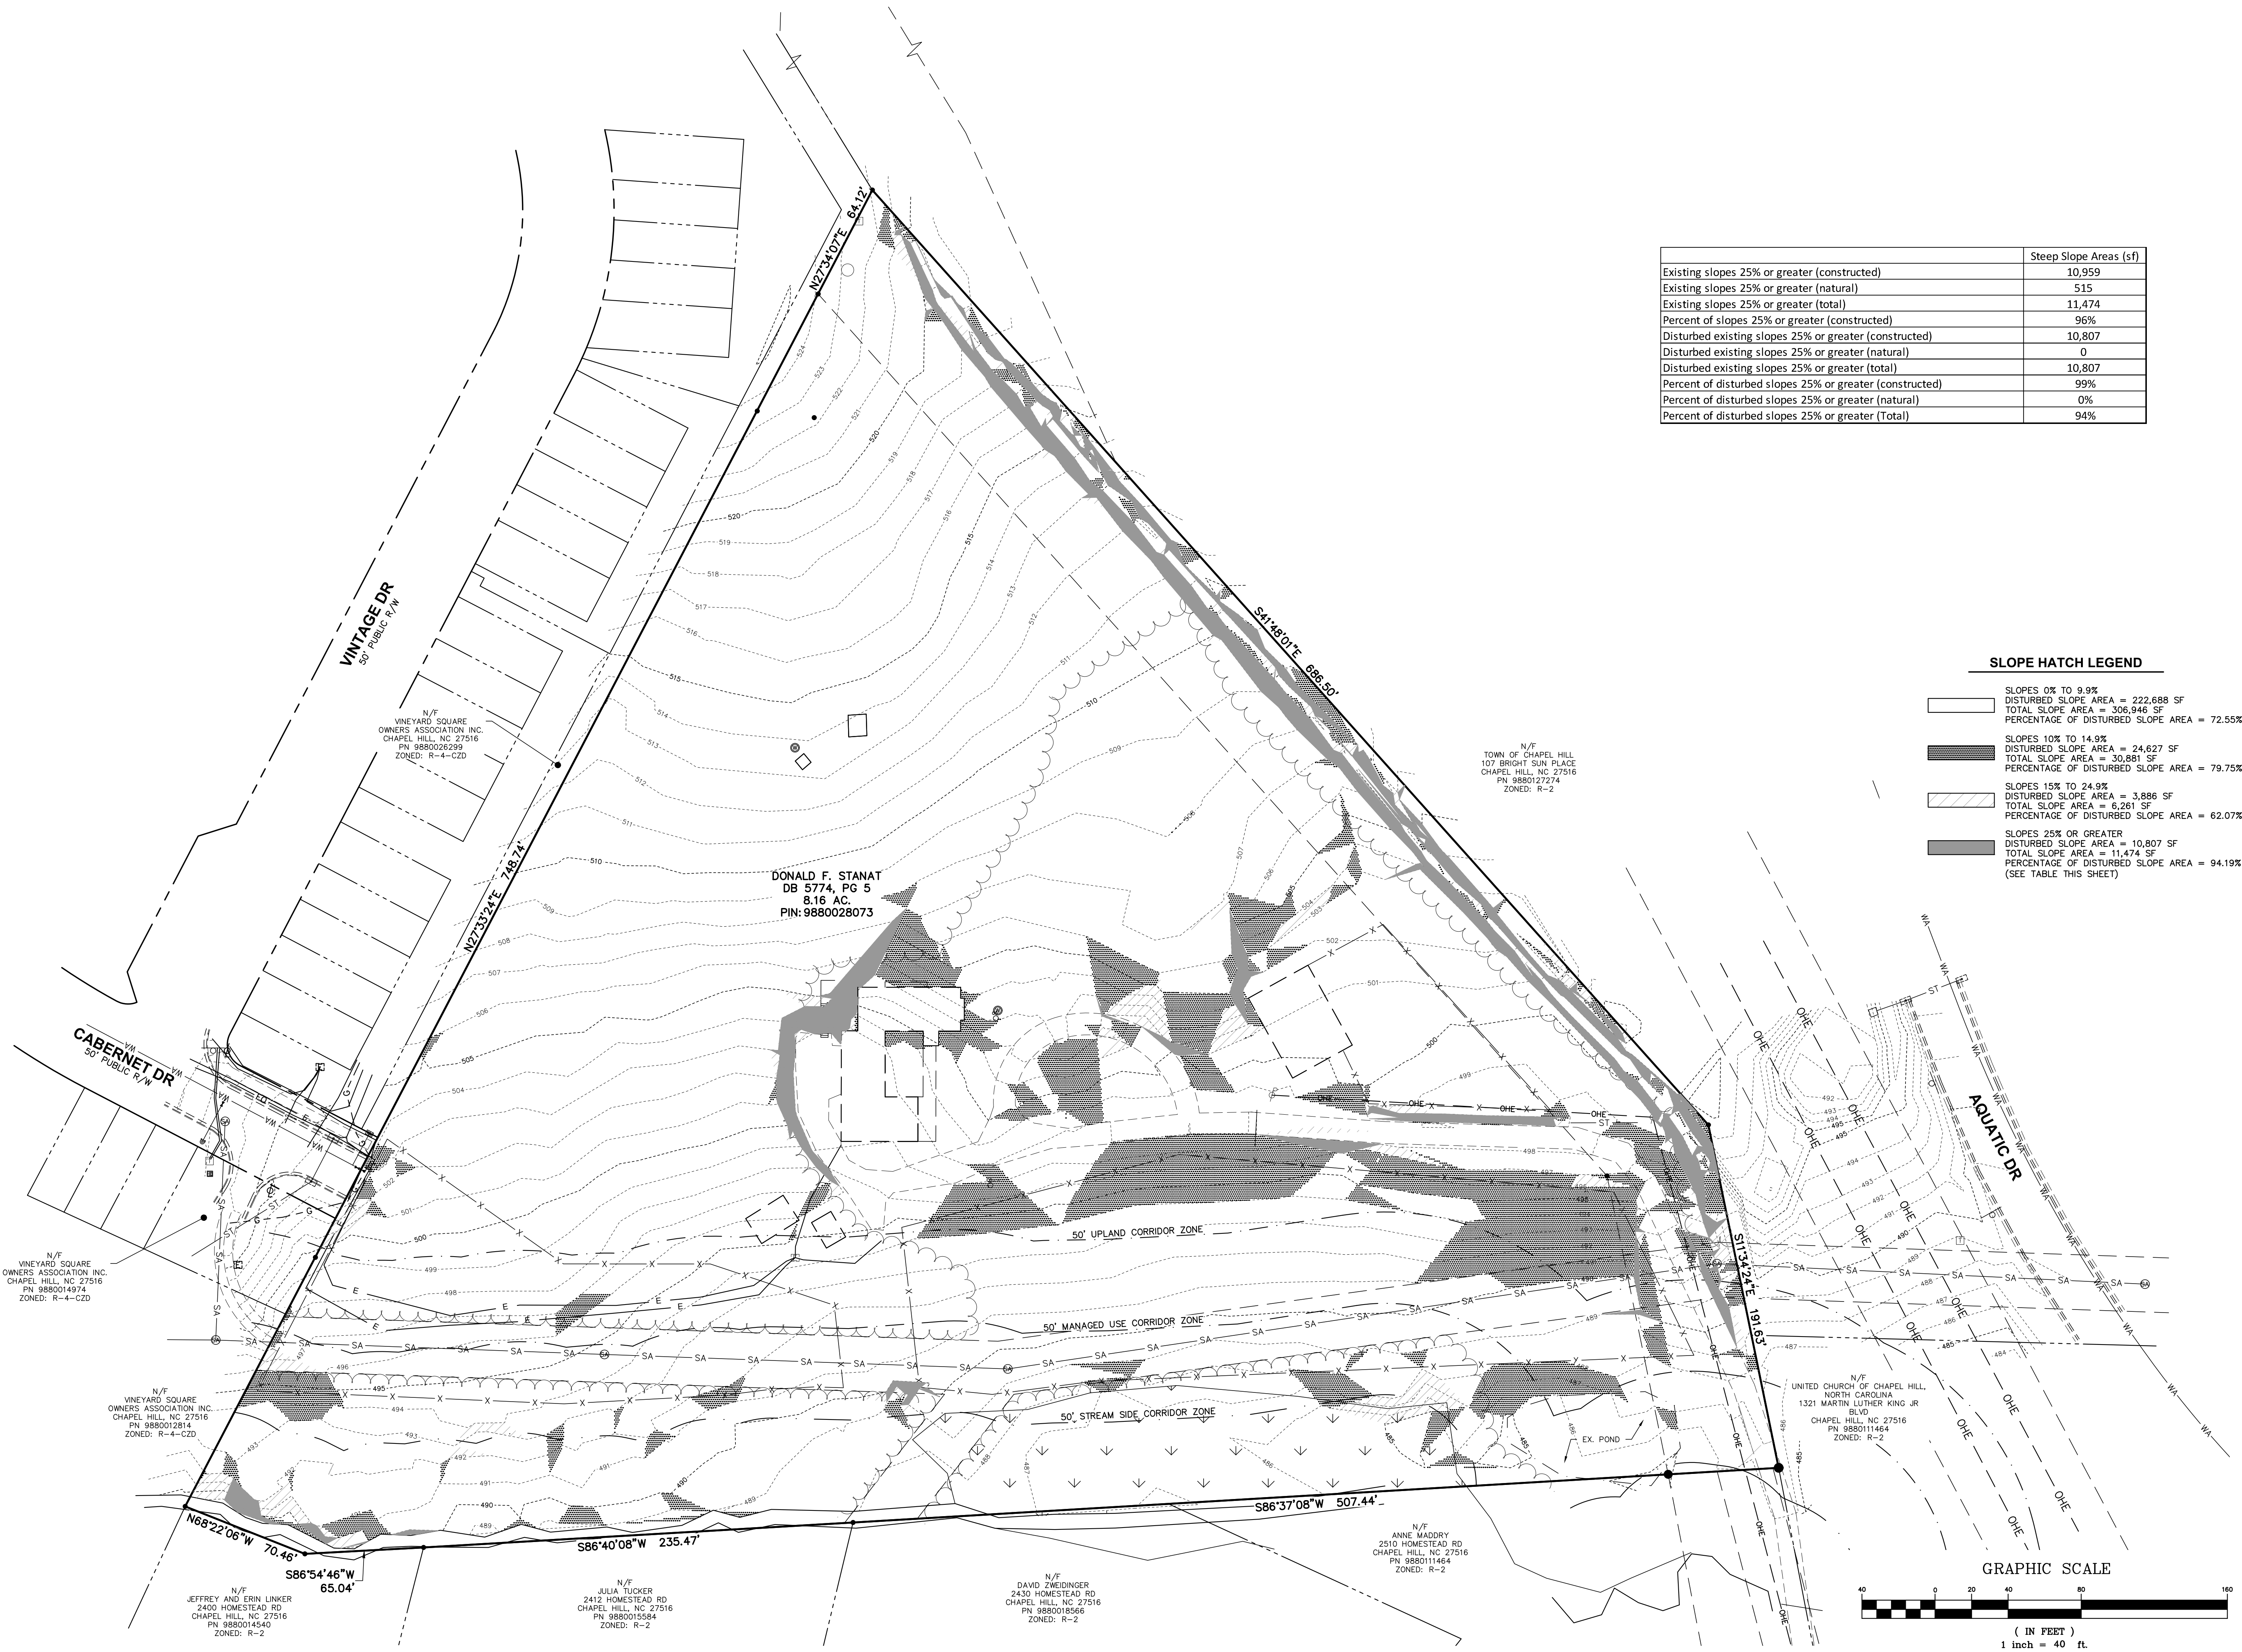 Steep Slope Areas (sf)
Existing slopes 25% or greater (constructed) 10,959
Existing slopes 25% or greater (natural) 515
Existing slopes 25% or greater (total) 11,474
Percent of slopes 25% or greater (constructed) 96%
Disturbed existing slopes 25% or greater (constructed) 10,807
Disturbed existing slopes 25% or greater (natural) 0
Disturbed existing slopes 25% or greater (total) 10,807
Percent of disturbed slopes 25% or greater (constructed) 99%
Percent of disturbed slopes 25% or greater (natural) 0%
Percent of disturbed slopes 25% or greater (Total) 94%
SLOPE HATCH LEGEND
SLOPES 0% TO 9.9%
DISTURBED SLOPE AREA = 222,688 SF
TOTAL SLOPE AREA = 306,946 SF
PERCENTAGE OF DISTURBED SLOPE AREA = 72.55%
SLOPES 10% TO 14.9%
DISTURBED SLOPE AREA = 24,627 SF
TOTAL SLOPE AREA = 30,881 SF
PERCENTAGE OF DISTURBED SLOPE AREA = 79.75%
SLOPES 15% TO 24.9%
DISTURBED SLOPE AREA = 3,886 SF
TOTAL SLOPE AREA = 6,261 SF
PERCENTAGE OF DISTURBED SLOPE AREA = 62.07%
SLOPES 25% OR GREATER
DISTURBED SLOPE AREA = 10,807 SF
TOTAL SLOPE AREA = 11,474 SF
PERCENTAGE OF DISTURBED SLOPE AREA = 94.19%
(SEE TABLE THIS SHEET)
N27°34'07"E 64.12'
S41°48'01"E 686.50'
VINTAGE DR
50' PUBLIC R/W
N/F
VINEYARD SQUARE
OWNERS ASSOCIATION INC.
CHAPEL HILL, NC 27516
PN 9880026299
ZONED: R-4-CZD
N/F
TOWN OF CHAPEL HILL
107 BRIGHT SUN PLACE
CHAPEL HILL, NC 27516
PN 9880127274
ZONED: R-2
N27°33'24"E 748.74'
DONALD F. STANAT
DB 5774, PG 5
8.16 AC.
PIN: 9880028073
CABERNET DR
50' PUBLIC R/W
AQUATIC DR
N/F
VINEYARD SQUARE
OWNERS ASSOCIATION INC.
CHAPEL HILL, NC 27516
PN 9880014974
ZONED: R-4-CZD
50' UPLAND CORRIDOR ZONE
50' MANAGED USE CORRIDOR ZONE
50' STREAM SIDE CORRIDOR ZONE
S11°34'24"E 191.63'
N/F
VINEYARD SQUARE
OWNERS ASSOCIATION INC.
CHAPEL HILL, NC 27516
PN 9880012814
ZONED: R-4-CZD
N/F
UNITED CHURCH OF CHAPEL HILL,
NORTH CAROLINA
1321 MARTIN LUTHER KING JR
BLVD
CHAPEL HILL, NC 27516
PN 9880111464
ZONED: R-2
EX. POND
N68°22'06"W 70.46'
S86°54'46"W
65.04'
S86°40'08"W 235.47'
S86°37'08"W 507.44'
N/F
JEFFREY AND ERIN LINKER
2400 HOMESTEAD RD
CHAPEL HILL, NC 27516
PN 9880014540
ZONED: R-2
N/F
JULIA TUCKER
2412 HOMESTEAD RD
CHAPEL HILL, NC 27516
PN 9880015584
ZONED: R-2
N/F
DAVID ZWEIDINGER
2430 HOMESTEAD RD
CHAPEL HILL, NC 27516
PN 9880018566
ZONED: R-2
N/F
ANNE MADDRY
2510 HOMESTEAD RD
CHAPEL HILL, NC 27516
PN 9880111464
ZONED: R-2
GRAPHIC SCALE
40 0 20 40 80 160
( IN FEET )
1 inch = 40 ft.